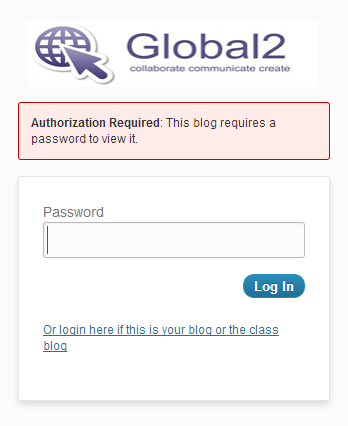 Global2
collaborate communicate create
Authorization Required: This blog requires a
password to view it.
Password
Log In
Or login here if this is your blog or the class
blog